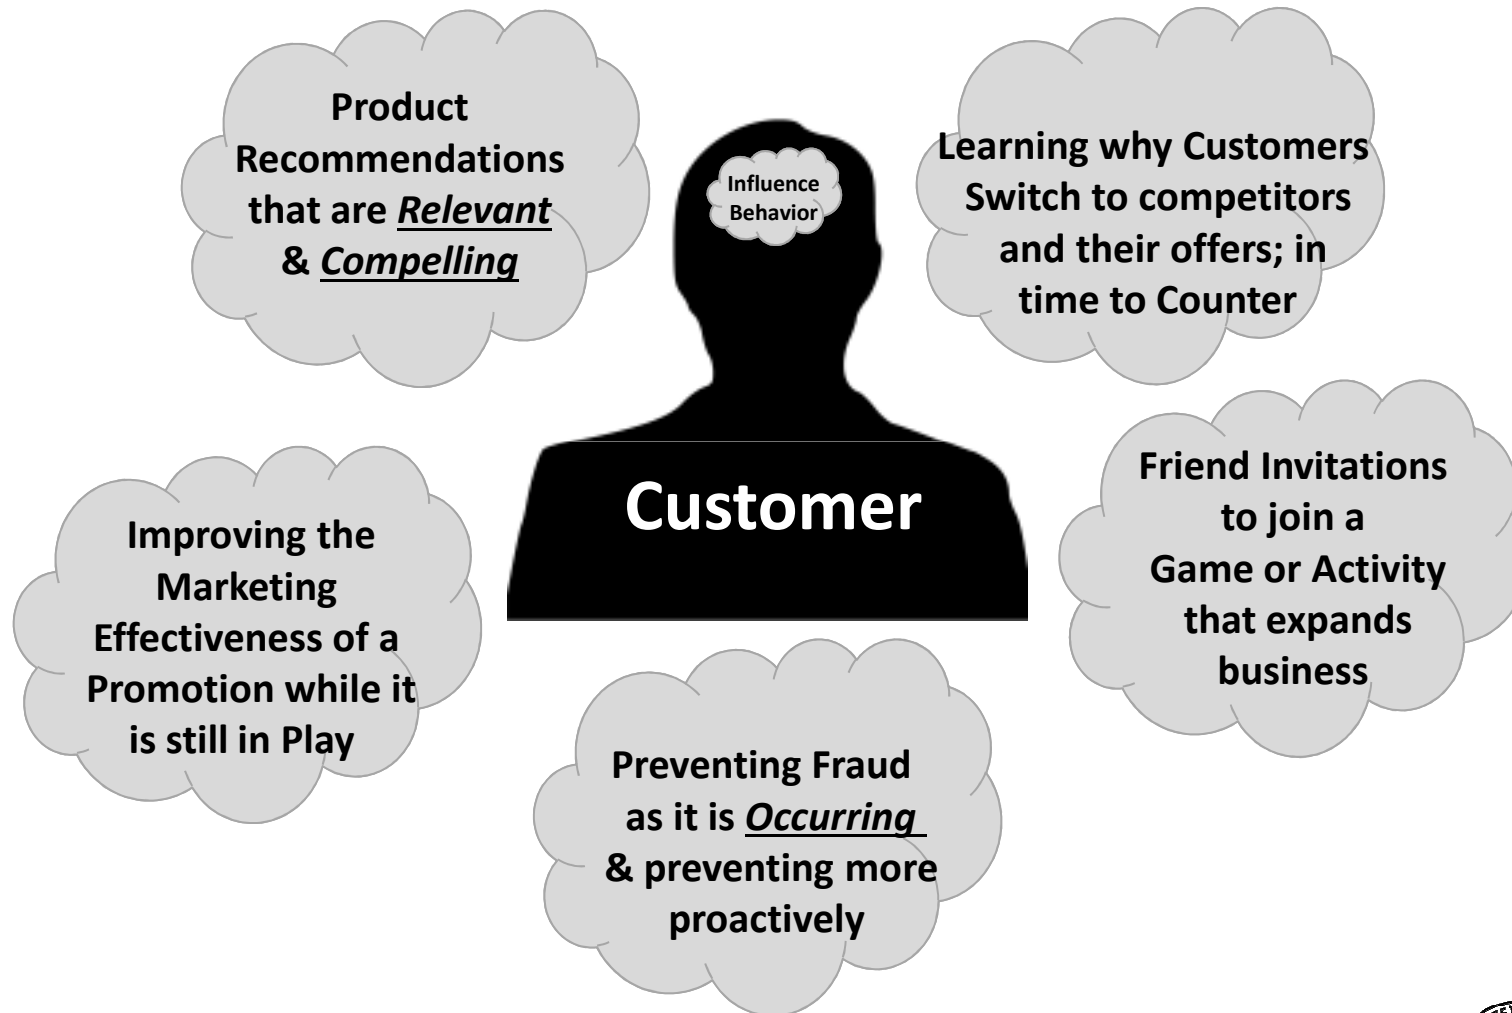 Product
Recommendations
that are Relevant
& Compelling
Influence
Behavior
Learning why Customers
Switch to competitors
and their offers; in
time to Counter
Customer
Improving the
Marketing
Effectiveness of a
Promotion while it
is still in Play
Friend Invitations
to join a
Game or Activity
that expands
business
Preventing Fraud
as it is Occurring
& preventing more
proactively